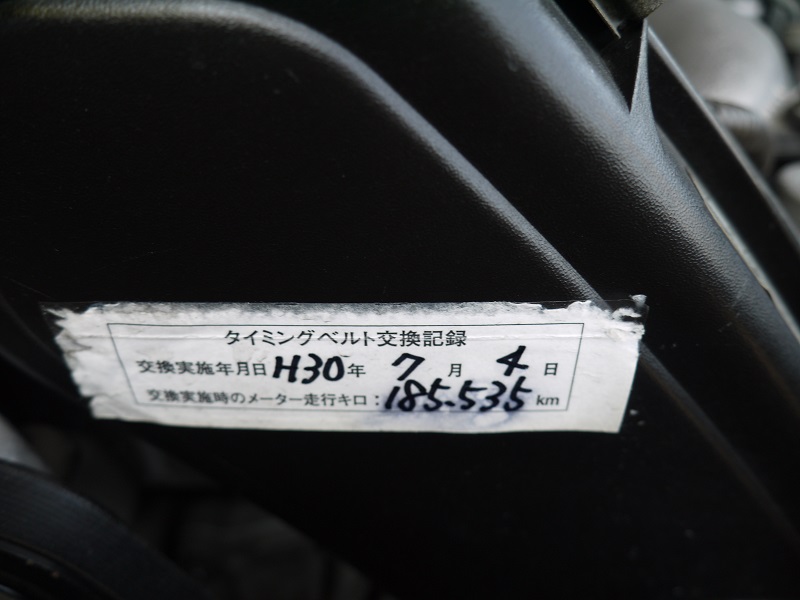 タイミングベルト交換記録
交換実施年月日 H30年 7月 4日
交換実施時のメーター走行キロ：185.535 km